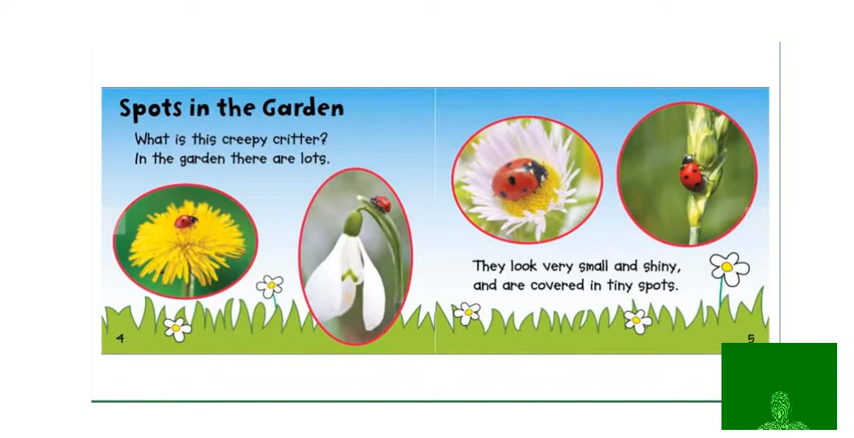 Spots in the Garden
What is this creepy critter?
In the garden there are lots.
They look very small and shiny,
and are covered in tiny spots.
4
5